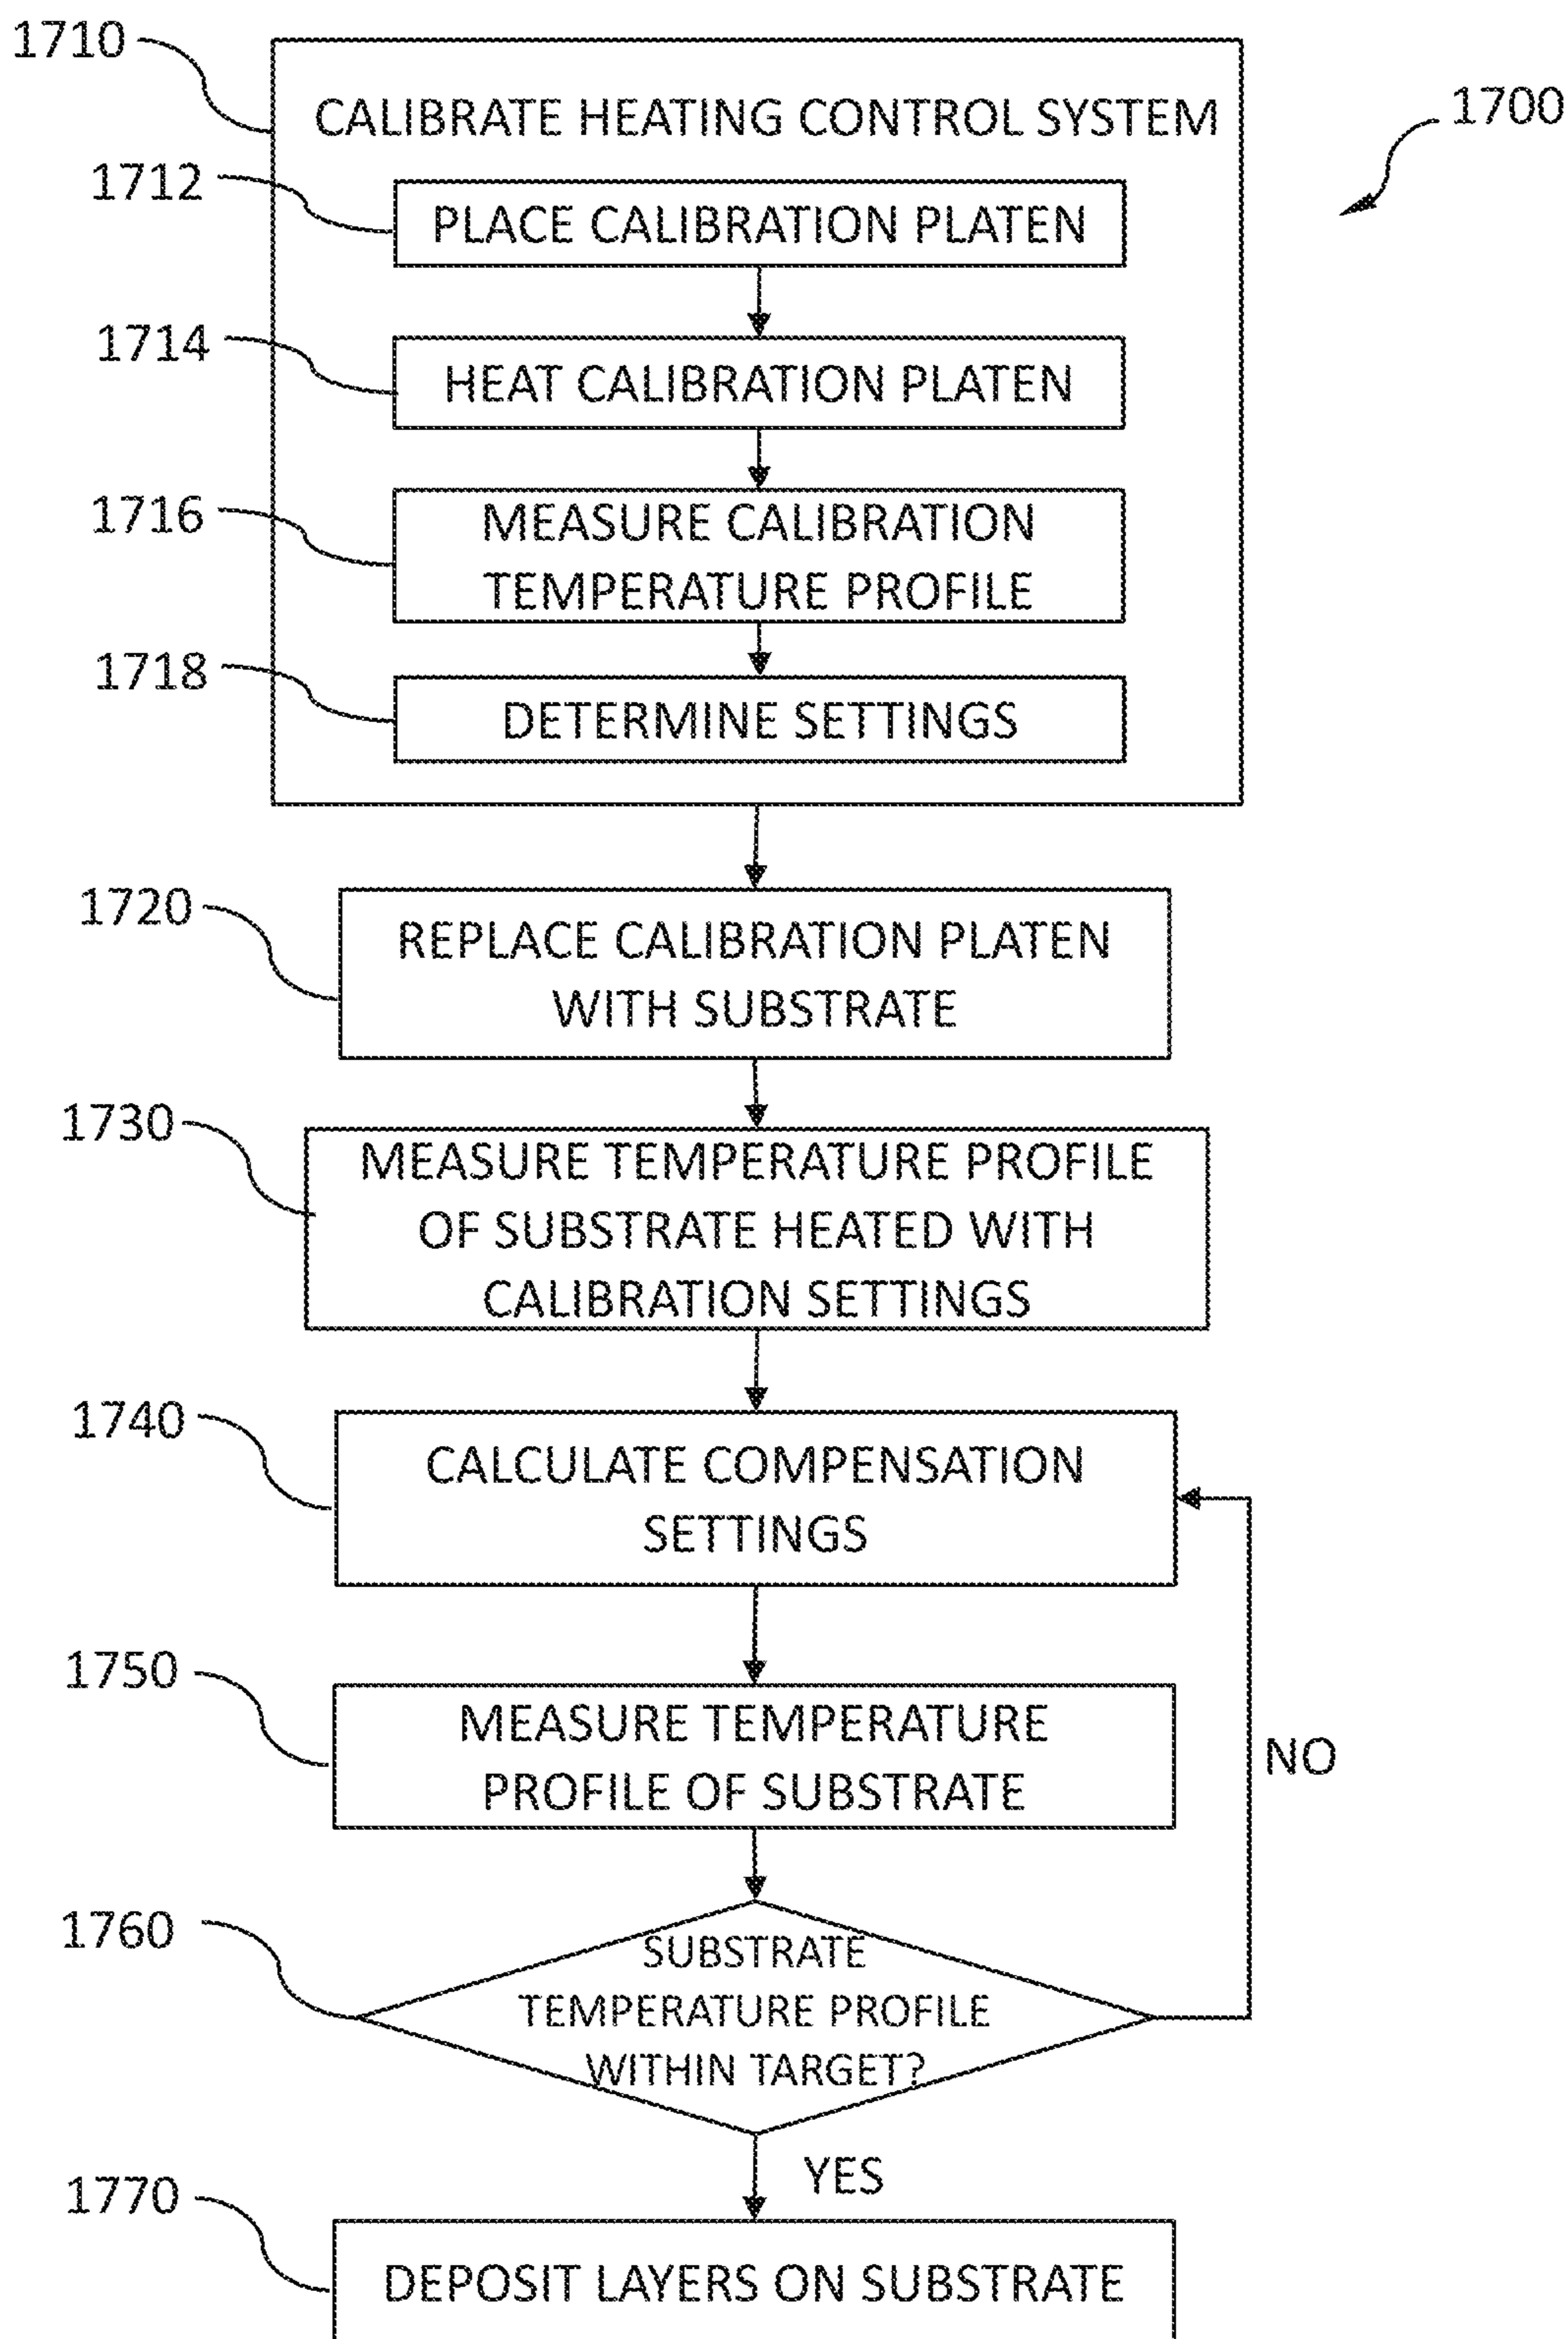 1710
CALIBRATE HEATING CONTROL SYSTEM
1700
1712
PLACE CALIBRATION PLATEN
1714
HEAT CALIBRATION PLATEN
1716
MEASURE CALIBRATION
TEMPERATURE PROFILE
1718
DETERMINE SETTINGS
1720
REPLACE CALIBRATION PLATEN
WITH SUBSTRATE
1730
MEASURE TEMPERATURE PROFILE
OF SUBSTRATE HEATED WITH
CALIBRATION SETTINGS
1740
CALCULATE COMPENSATION
SETTINGS
1750
MEASURE TEMPERATURE
PROFILE OF SUBSTRATE
NO
1760
SUBSTRATE
TEMPERATURE PROFILE
WITHIN TARGET?
YES
1770
DEPOSIT LAYERS ON SUBSTRATE